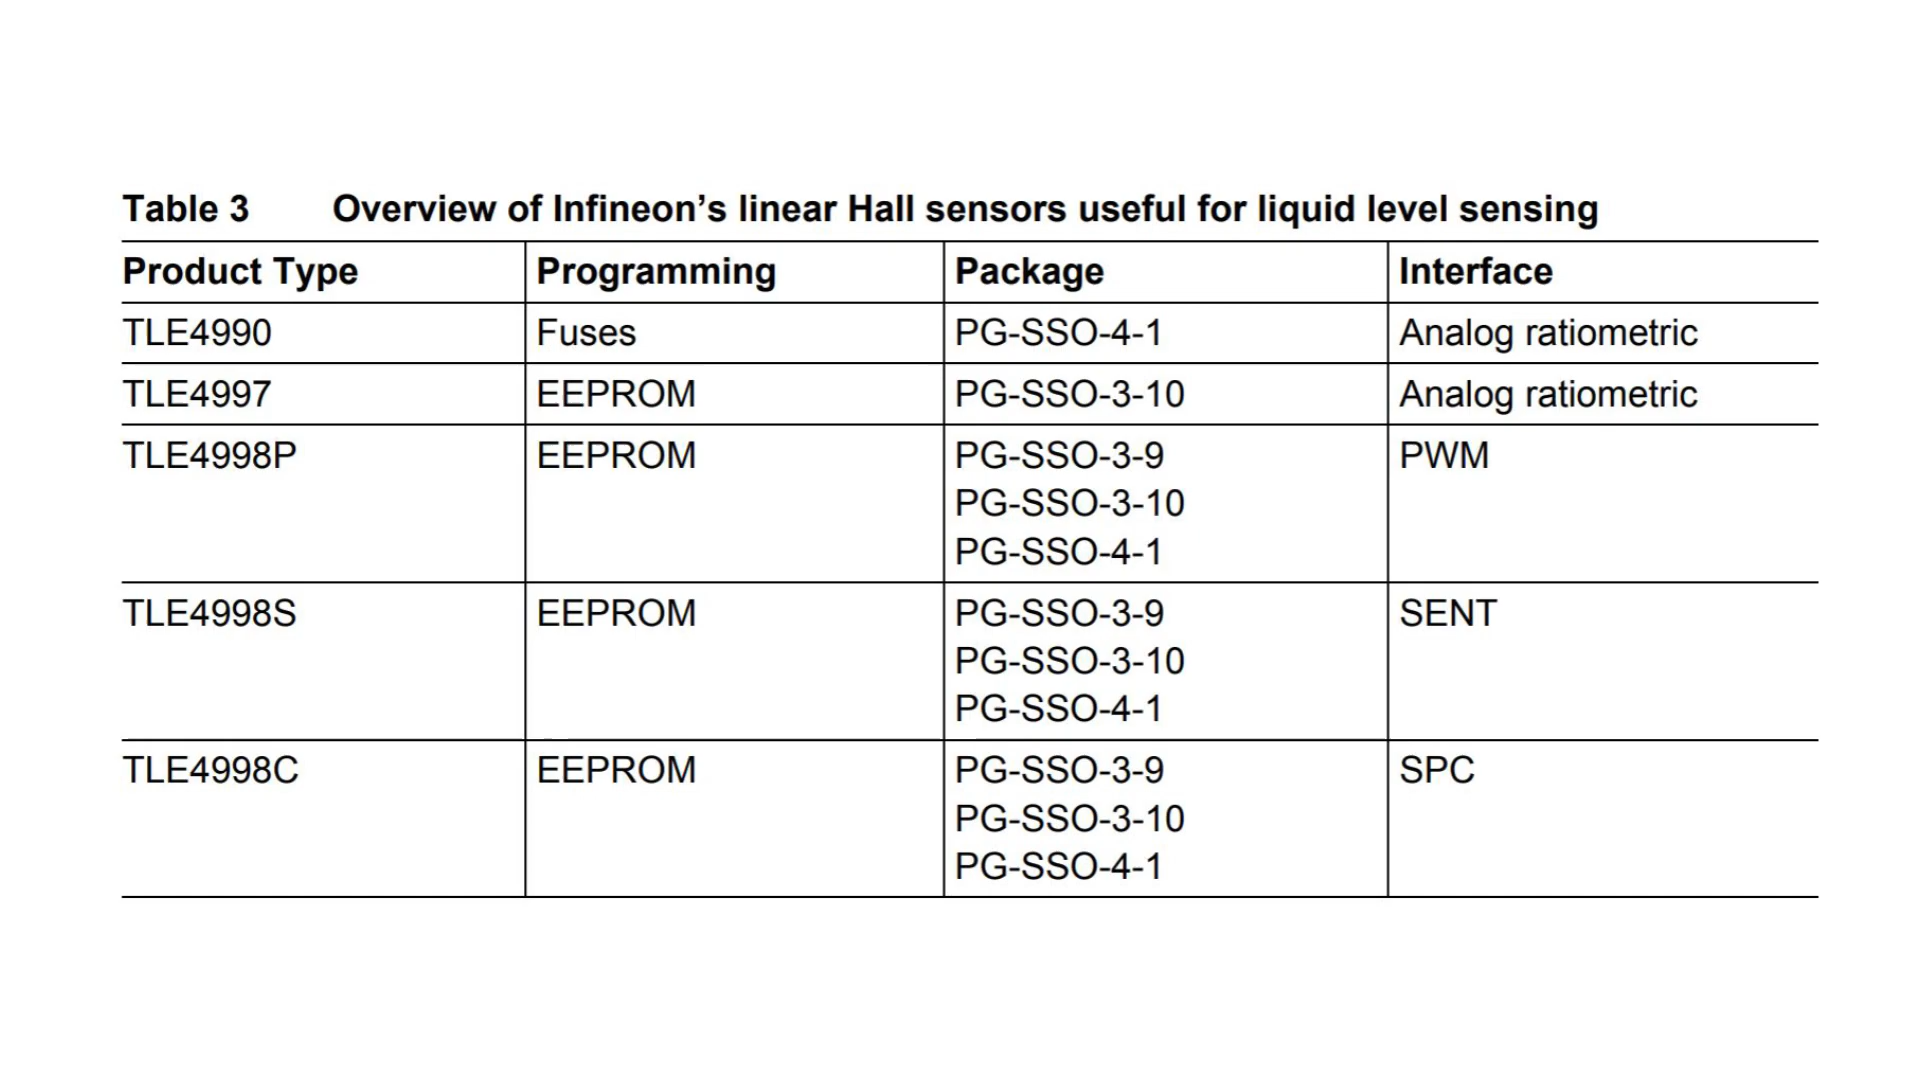 Table 3 Overview of Infineon’s linear Hall sensors useful for liquid level sensing
Product Type Programming Package Interface
TLE4990 Fuses PG-SSO-4-1 Analog ratiometric
TLE4997 EEPROM PG-SSO-3-10 Analog ratiometric
TLE4998P EEPROM PG-SSO-3-9 PWM
PG-SSO-3-10
PG-SSO-4-1
TLE4998S EEPROM PG-SSO-3-9 SENT
PG-SSO-3-10
PG-SSO-4-1
TLE4998C EEPROM PG-SSO-3-9 SPC
PG-SSO-3-10
PG-SSO-4-1